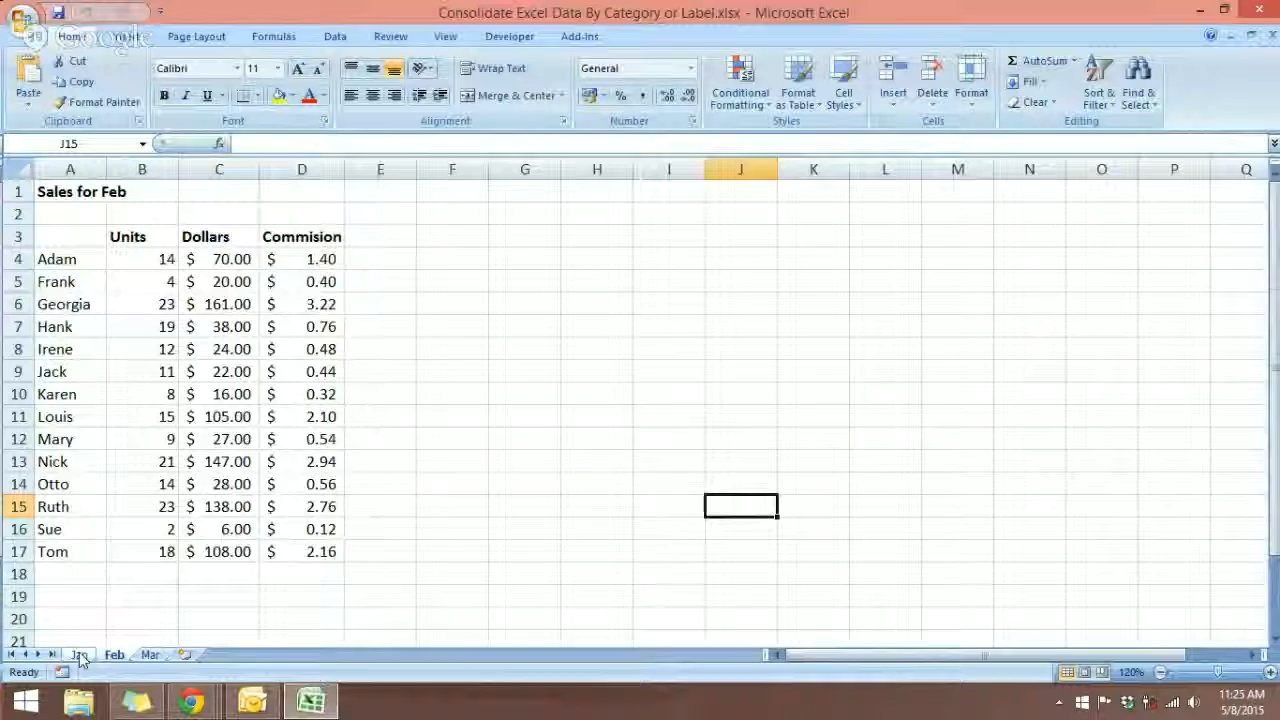 Consolidate Excel Data By Category or Label.xlsx - Microsoft Excel
Google
Home Insert Page Layout Formulas Data Review View Developer Add-Ins
Paste Cut Calibri 11 Wrap Text General Conditional Formatting Format as Table Cell Styles Insert Delete Format Σ AutoSum Sort & Filter Find & Select
Copy Fill
Format Painter B I U A Merge & Center $ % , Clear
Clipboard Font Alignment Number Styles Cells Editing
J15 fx
A B C D E F G H I J K L M N O P Q
1 Sales for Feb
2
3 Units Dollars Commision
4 Adam 14 $ 70.00 $ 1.40
5 Frank 4 $ 20.00 $ 0.40
6 Georgia 23 $ 161.00 $ 3.22
7 Hank 19 $ 38.00 $ 0.76
8 Irene 12 $ 24.00 $ 0.48
9 Jack 11 $ 22.00 $ 0.44
10 Karen 8 $ 16.00 $ 0.32
11 Louis 15 $ 105.00 $ 2.10
12 Mary 9 $ 27.00 $ 0.54
13 Nick 21 $ 147.00 $ 2.94
14 Otto 14 $ 28.00 $ 0.56
15 Ruth 23 $ 138.00 $ 2.76
16 Sue 2 $ 6.00 $ 0.12
17 Tom 18 $ 108.00 $ 2.16
18
19
20
21
Jan Feb Mar
Ready 120%
11:25 AM
5/8/2015